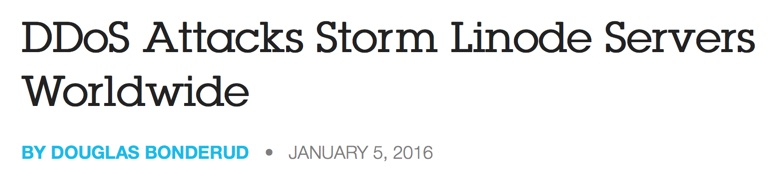 DDoS Attacks Storm Linode Servers
Worldwide
BY DOUGLAS BONDERUD • JANUARY 5, 2016